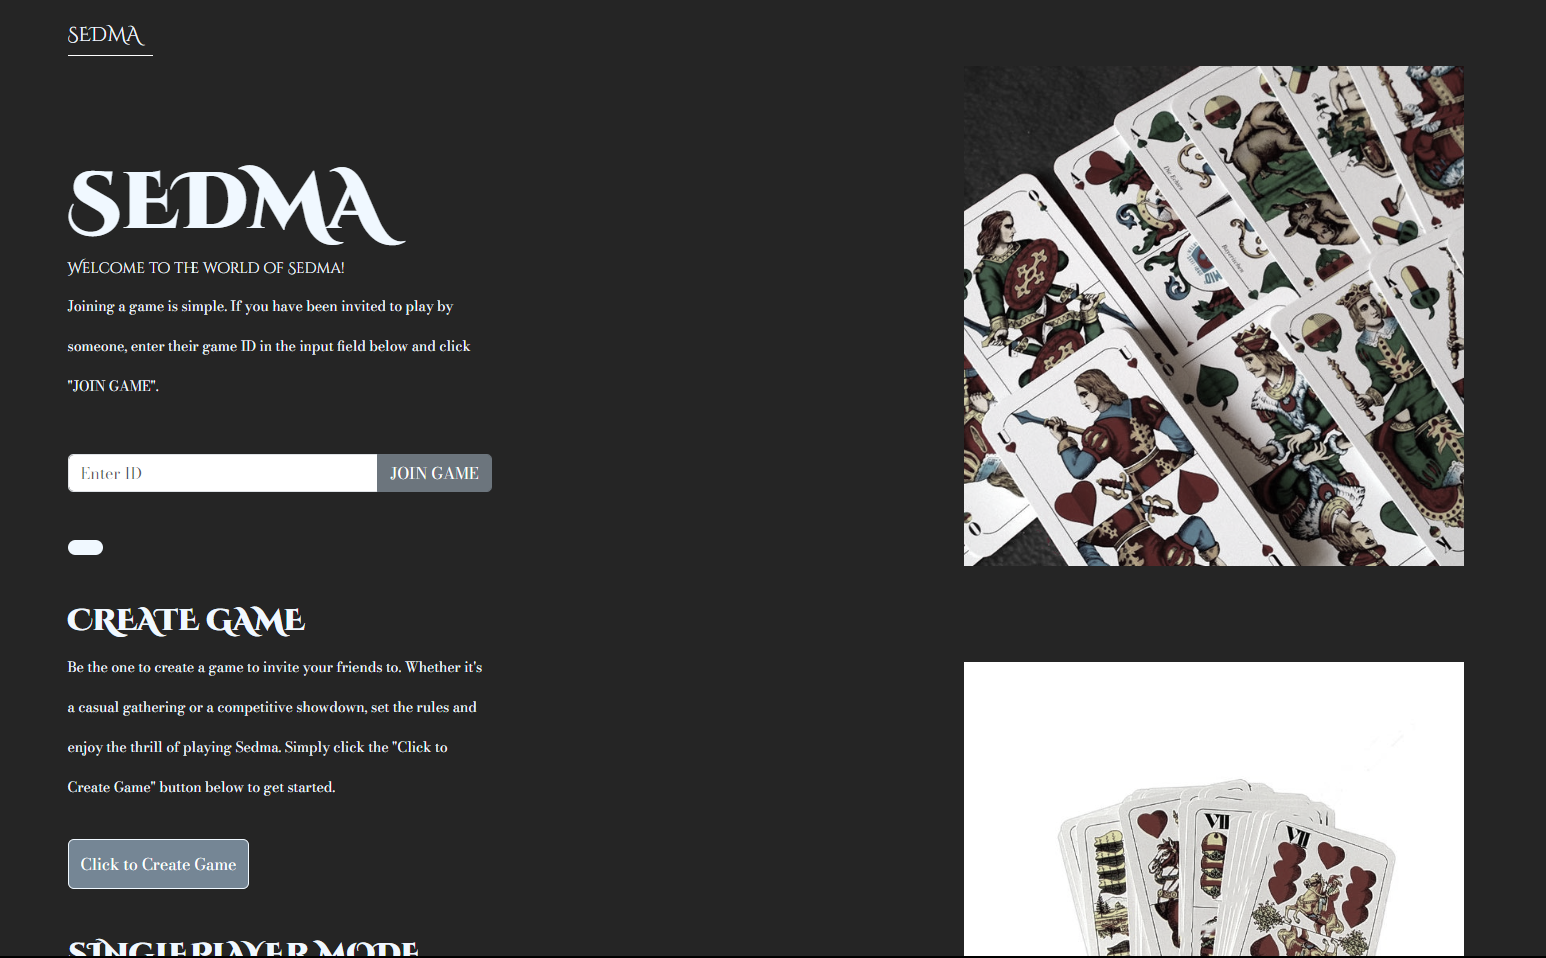 SEDMA
SEDMA
WELCOME TO THE WORLD OF SEDMA!
Joining a game is simple. If you have been invited to play by
someone, enter their game ID in the input field below and click
"JOIN GAME".
Enter ID
JOIN GAME
CREATE GAME
Be the one to create a game to invite your friends to. Whether it's
a casual gathering or a competitive showdown, set the rules and
enjoy the thrill of playing Sedma. Simply click the "Click to
Create Game" button below to get started.
Click to Create Game
SINGLEPLAYER MODE
O
K
K
U
U
O
VII
VII